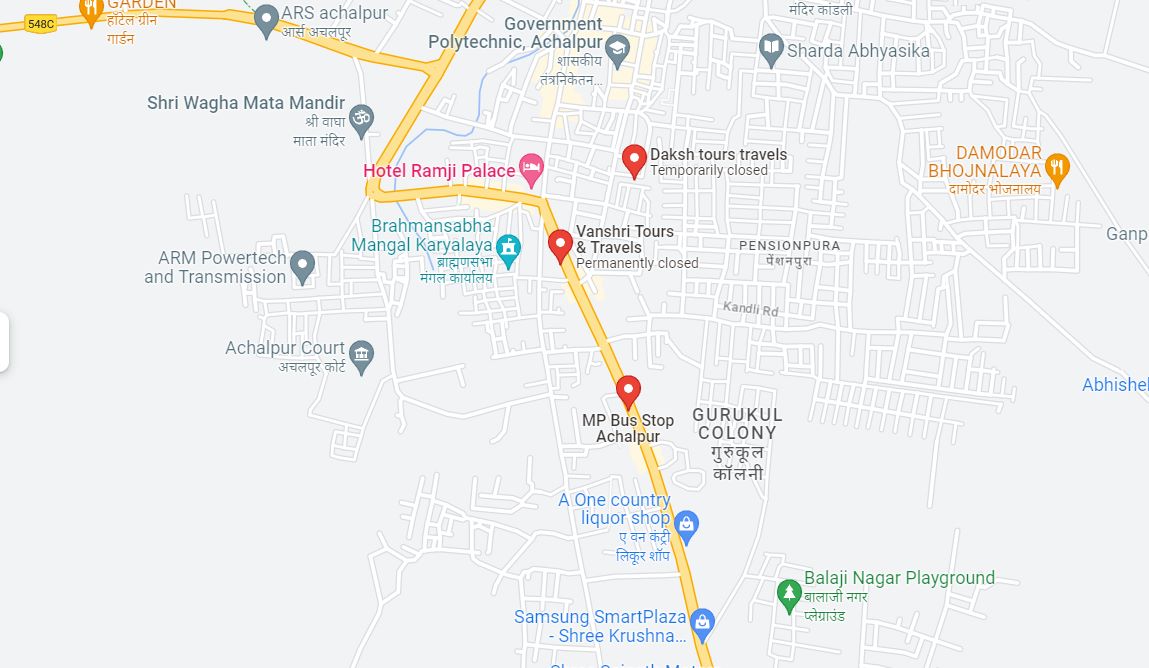 GARDEN
हॉटेल ग्रीन
गार्डन
548C
ARS achalpur
आर्स अचलपूर
Government
Polytechnic, Achalpur
शासकीय
तंत्रनिकेतन...
मंदिर कांडली
Sharda Abhyasika
Shri Wagha Mata Mandir
श्री वाघा
माता मंदिर
Hotel Ramji Palace
Daksh tours travels
Temporarily closed
DAMODAR
BHOJNALAYA
दामोदर भोजनालय
Brahmansabha
Mangal Karyalaya
ब्राह्मणसभा
मंगल कार्यालय
Vanshri Tours
& Travels
Permanently closed
PENSIONPURA
पेंशनपुरा
Ganp
ARM Powertech
and Transmission
Kandli Rd
Achalpur Court
अचलपूर कोर्ट
Abhishe
MP Bus Stop
Achalpur
GURUKUL
COLONY
गुरुकूल
कॉलनी
A One country
liquor shop
ए वन कंट्री
लिकूर शॉप
Balaji Nagar Playground
बालाजी नगर
प्लेग्राउंड
Samsung SmartPlaza
- Shree Krushna...